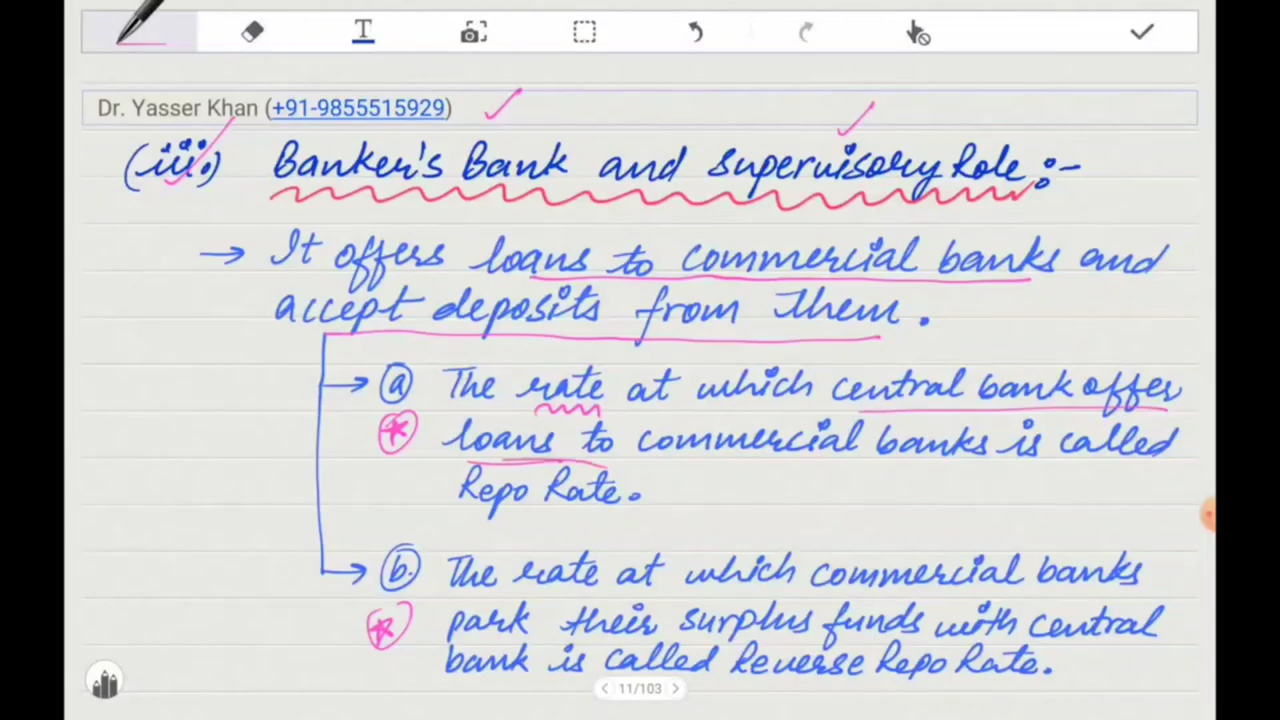 T
Dr. Yasser Khan (+91-9855515929)
(iii.) Banker's Bank and Supervisory Role :-
→ It offers loans to commercial banks and
accept deposits from Them.
→ (a) The rate at which central bank offer
loans to commercial banks is called
Repo Rate.
→ (b.) The rate at which commercial banks
park their surplus funds with central
bank is called Reverse Repo Rate.
< 11/103 >